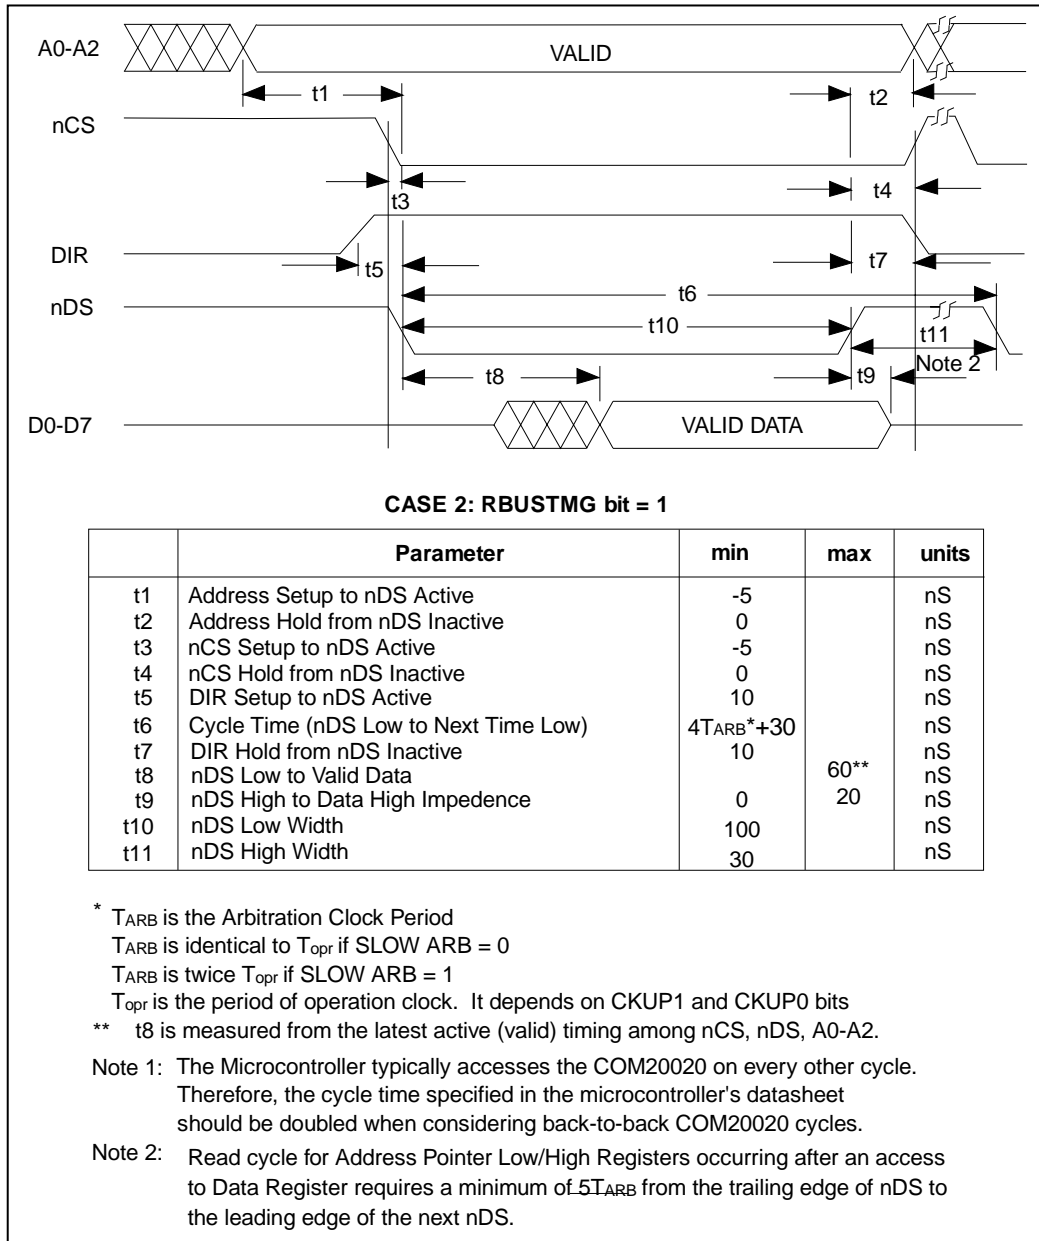 A0-A2
VALID
t1
t2
nCS
t3
t4
DIR
t5
t7
nDS
t6
t10
t11
Note 2
t8
t9
D0-D7
VALID DATA
CASE 2: RBUSTMG bit = 1
Parameter min max units
t1 Address Setup to nDS Active -5 nS
t2 Address Hold from nDS Inactive 0 nS
t3 nCS Setup to nDS Active -5 nS
t4 nCS Hold from nDS Inactive 0 nS
t5 DIR Setup to nDS Active 10 nS
t6 Cycle Time (nDS Low to Next Time Low) 4TARB*+30 nS
t7 DIR Hold from nDS Inactive 10 nS
t8 nDS Low to Valid Data 60** nS
t9 nDS High to Data High Impedence 0 20 nS
t10 nDS Low Width 100 nS
t11 nDS High Width 30 nS
* TARB is the Arbitration Clock Period
TARB is identical to Topr if SLOW ARB = 0
TARB is twice Topr if SLOW ARB = 1
Topr is the period of operation clock. It depends on CKUP1 and CKUP0 bits
** t8 is measured from the latest active (valid) timing among nCS, nDS, A0-A2.
Note 1: The Microcontroller typically accesses the COM20020 on every other cycle.
Therefore, the cycle time specified in the microcontroller's datasheet
should be doubled when considering back-to-back COM20020 cycles.
Note 2: Read cycle for Address Pointer Low/High Registers occurring after an access
to Data Register requires a minimum of 5TARB from the trailing edge of nDS to
the leading edge of the next nDS.